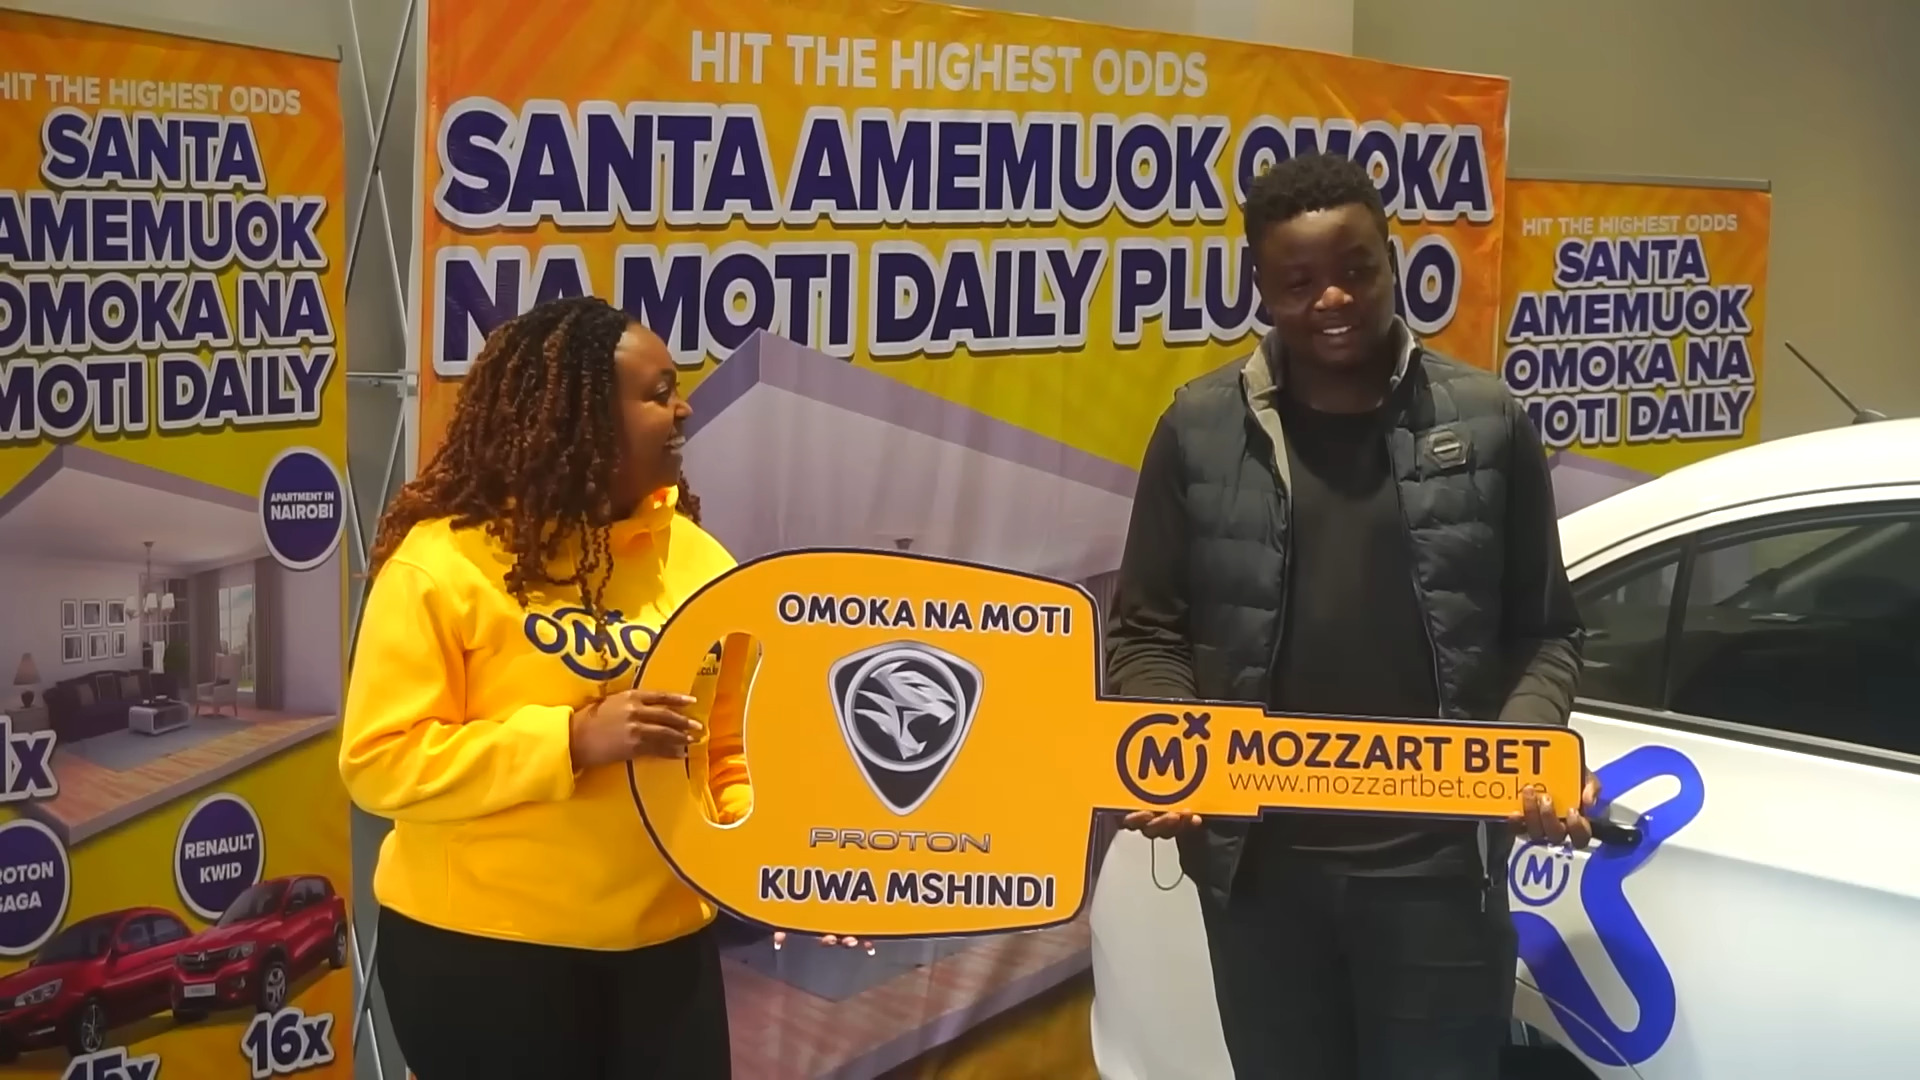 HIT THE HIGHEST ODDS
SANTA
AMEMUOK
OMOKA NA
MOTI DAILY
APARTMENT IN
NAIROBI
RENAULT
KWID
16x
HIT THE HIGHEST ODDS
SANTA AMEMUOK OMOKA
NA MOTI DAILY
HIT THE HIGHEST ODDS
SANTA
AMEMUOK
OMOKA NA
MOTI DAILY
OMOKA NA MOTI
PROTON
KUWA MSHINDI
MOZZART BET
www.mozzartbet.co.ke